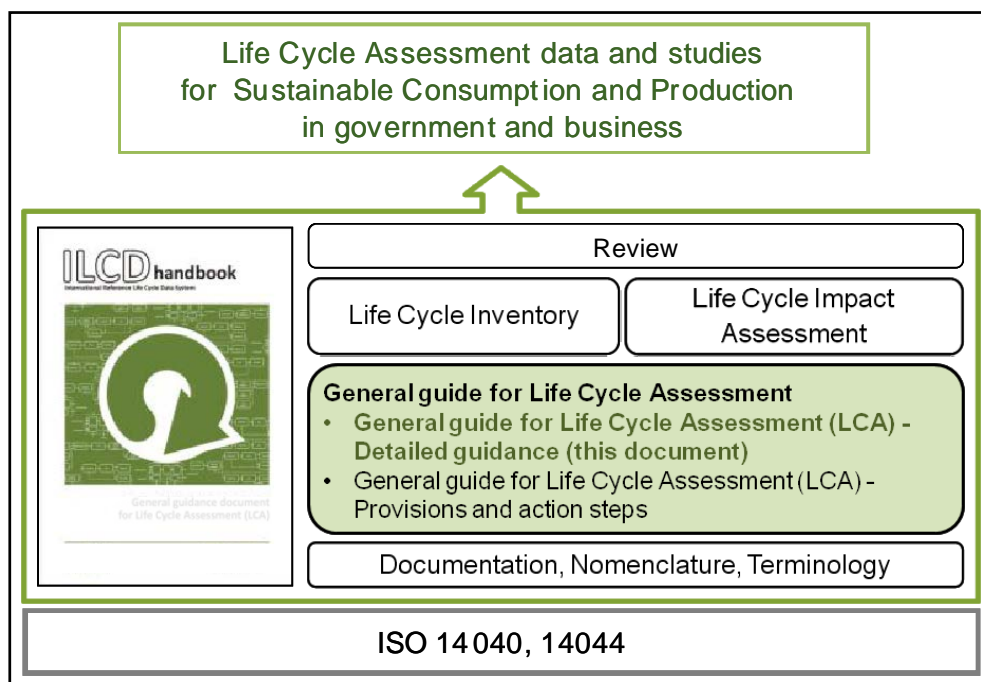 Life Cycle Assessment data and studies
for Sustainable Consumption and Production
in government and business
ILCD handbook
International Reference Life Cycle Data System
General guidance document
for Life Cycle Assessment (LCA)
Review
Life Cycle Inventory
Life Cycle Impact
Assessment
General guide for Life Cycle Assessment
• General guide for Life Cycle Assessment (LCA) -
Detailed guidance (this document)
• General guide for Life Cycle Assessment (LCA) -
Provisions and action steps
Documentation, Nomenclature, Terminology
ISO 14040, 14044